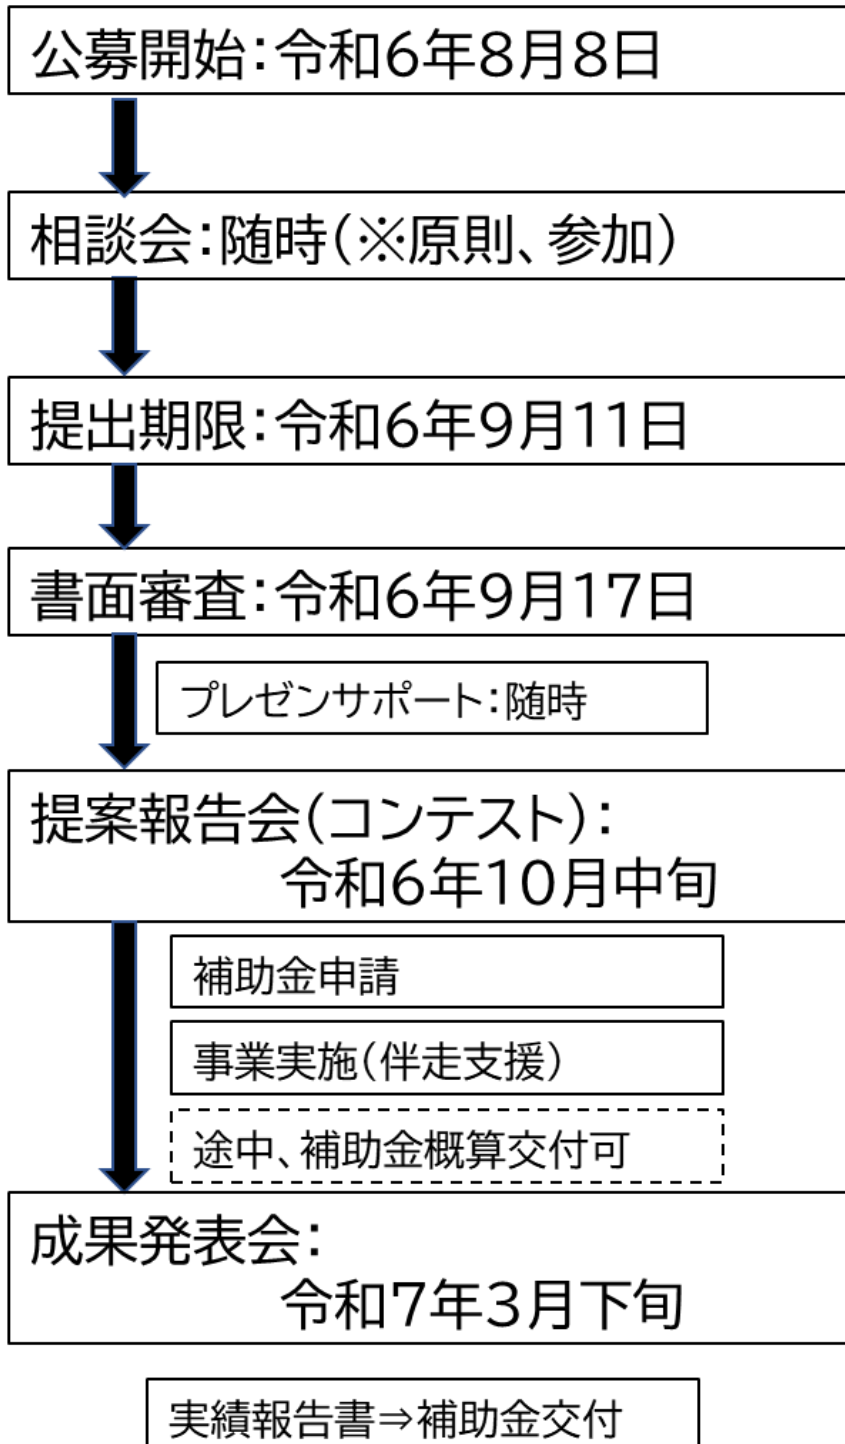 公募開始：令和6年8月8日
相談会：随時（※原則、参加）
提出期限：令和6年9月11日
書面審査：令和6年9月17日
プレゼンサポート：随時
提案報告会（コンテスト）：
令和6年10月中旬
補助金申請
事業実施（伴走支援）
途中、補助金概算交付可
成果発表会：
令和7年3月下旬
実績報告書⇒補助金交付